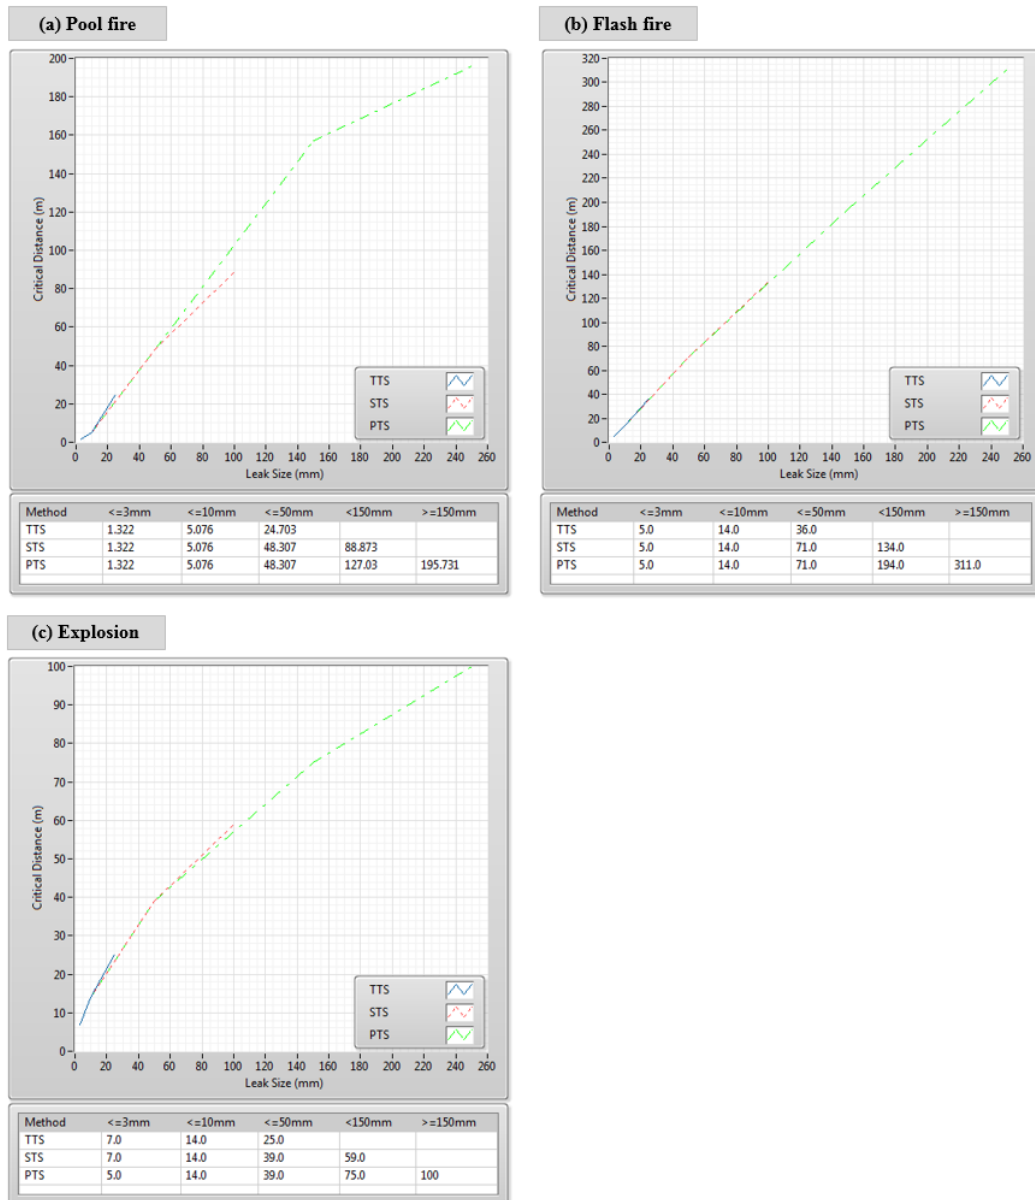 (a) Pool fire
200
180
160
140
120
100
80
60
40
20
0
Critical Distance (m)
0 20 40 60 80 100 120 140 160 180 200 220 240 260
Leak Size (mm)
TTS
STS
PTS
Method <=3mm <=10mm <=50mm <150mm >=150mm
TTS 1.322 5.076 24.703
STS 1.322 5.076 48.307 88.873
PTS 1.322 5.076 48.307 127.03 195.731
(b) Flash fire
320
300
280
260
240
220
200
180
160
140
120
100
80
60
40
20
0
Critical Distance (m)
0 20 40 60 80 100 120 140 160 180 200 220 240 260
Leak Size (mm)
TTS
STS
PTS
Method <=3mm <=10mm <=50mm <150mm >=150mm
TTS 5.0 14.0 36.0
STS 5.0 14.0 71.0 134.0
PTS 5.0 14.0 71.0 194.0 311.0
(c) Explosion
100
90
80
70
60
50
40
30
20
10
0
Critical Distance (m)
0 20 40 60 80 100 120 140 160 180 200 220 240 260
Leak Size (mm)
TTS
STS
PTS
Method <=3mm <=10mm <=50mm <150mm >=150mm
TTS 7.0 14.0 25.0
STS 7.0 14.0 39.0 59.0
PTS 5.0 14.0 39.0 75.0 100